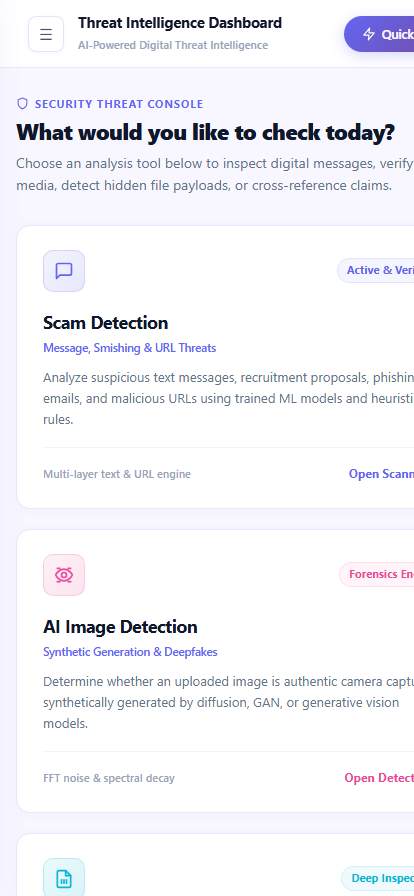 Threat Intelligence Dashboard
AI-Powered Digital Threat Intelligence
Quick
SECURITY THREAT CONSOLE
What would you like to check today?
Choose an analysis tool below to inspect digital messages, verify
media, detect hidden file payloads, or cross-reference claims.
Active & Veri
Scam Detection
Message, Smishing & URL Threats
Analyze suspicious text messages, recruitment proposals, phishin
emails, and malicious URLs using trained ML models and heuristi
rules.
Multi-layer text & URL engine
Open Scann
Forensics En
AI Image Detection
Synthetic Generation & Deepfakes
Determine whether an uploaded image is authentic camera captu
synthetically generated by diffusion, GAN, or generative vision
models.
FFT noise & spectral decay
Open Detect
Deep Inspec